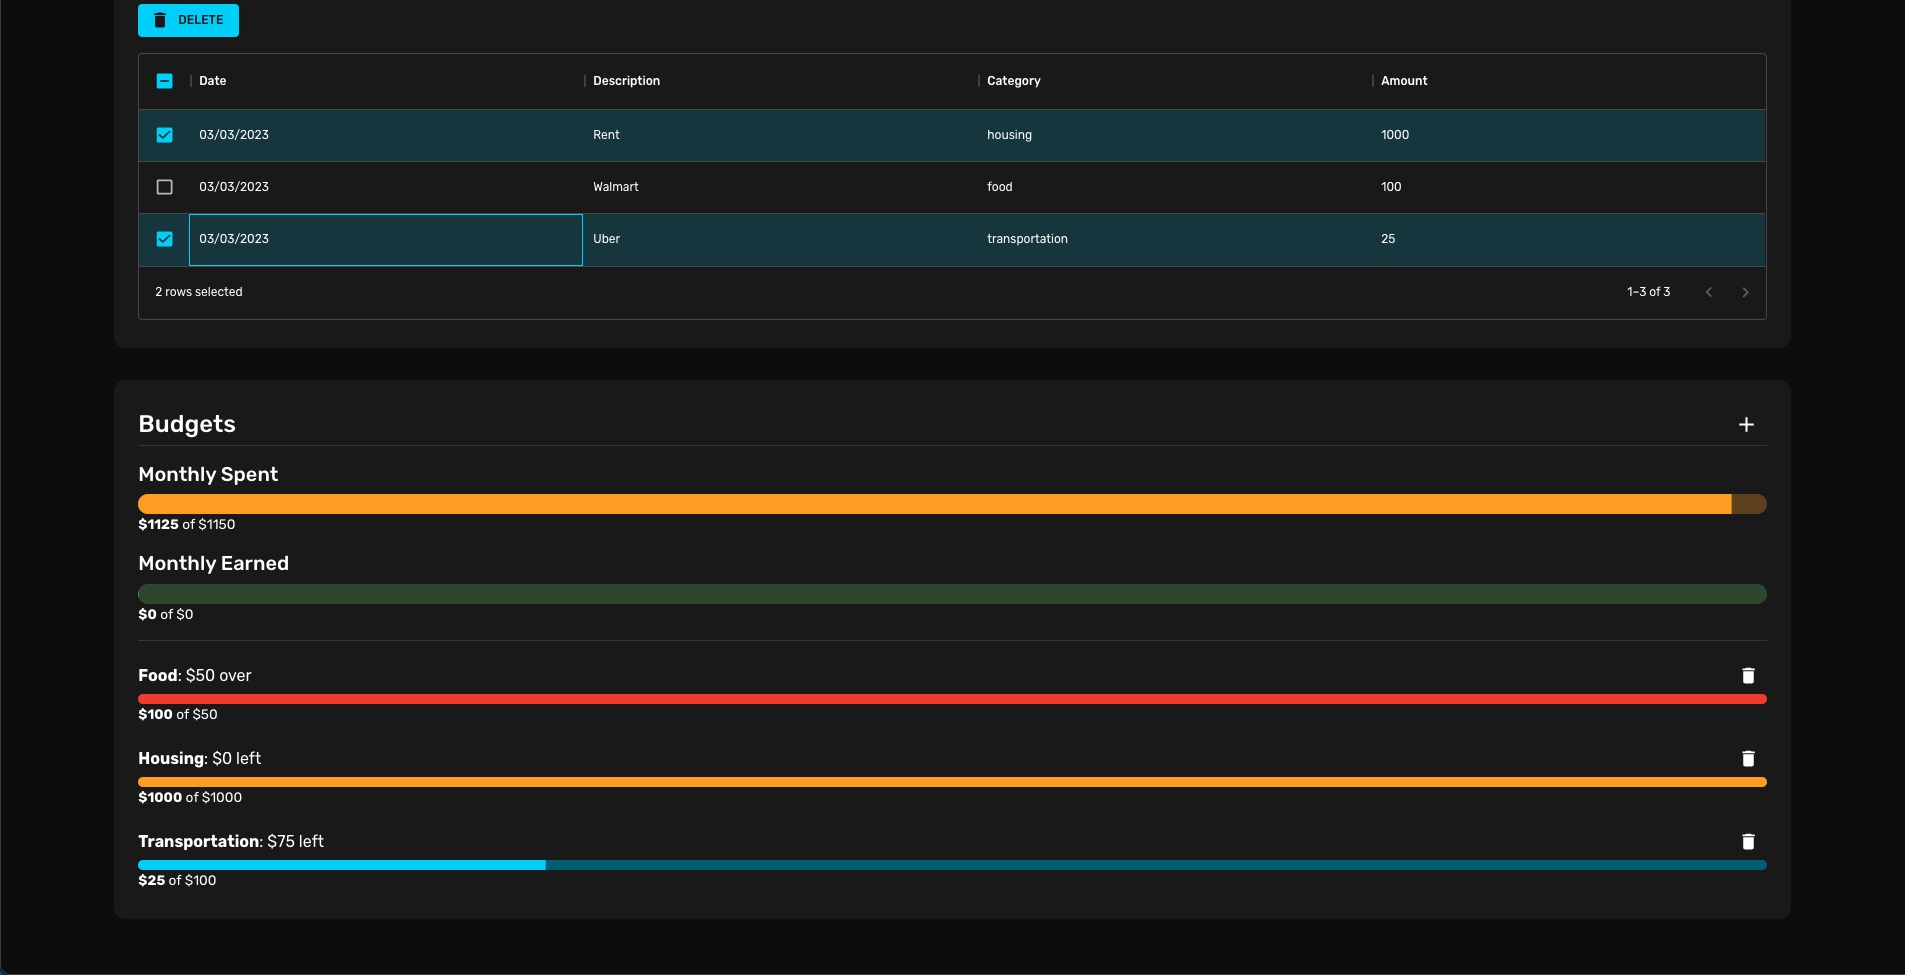 DELETE
Date Description Category Amount
03/03/2023 Rent housing 1000
03/03/2023 Walmart food 100
03/03/2023 Uber transportation 25
2 rows selected 1–3 of 3
Budgets
Monthly Spent
$1125 of $1150
Monthly Earned
$0 of $0
Food: $50 over
$100 of $50
Housing: $0 left
$1000 of $1000
Transportation: $75 left
$25 of $100